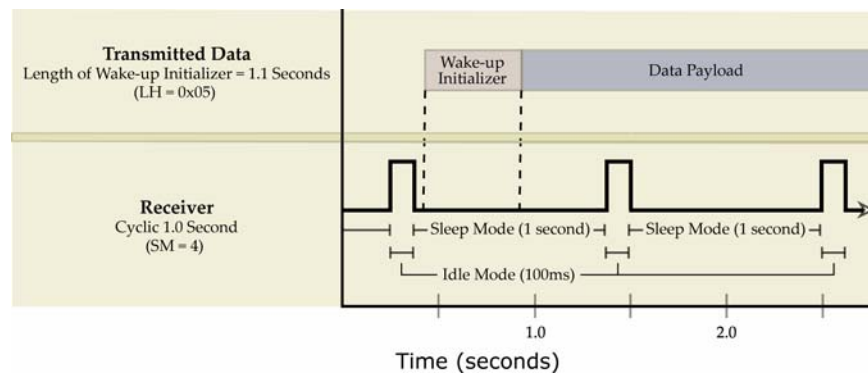 Transmitted Data
Length of Wake-up Initializer = 1.1 Seconds
(LH = 0x05)
Wake-up
Initializer
Data Payload
Receiver
Cyclic 1.0 Second
(SM = 4)
Sleep Mode (1 second)
Sleep Mode (1 second)
Idle Mode (100ms)
1.0
2.0
Time (seconds)